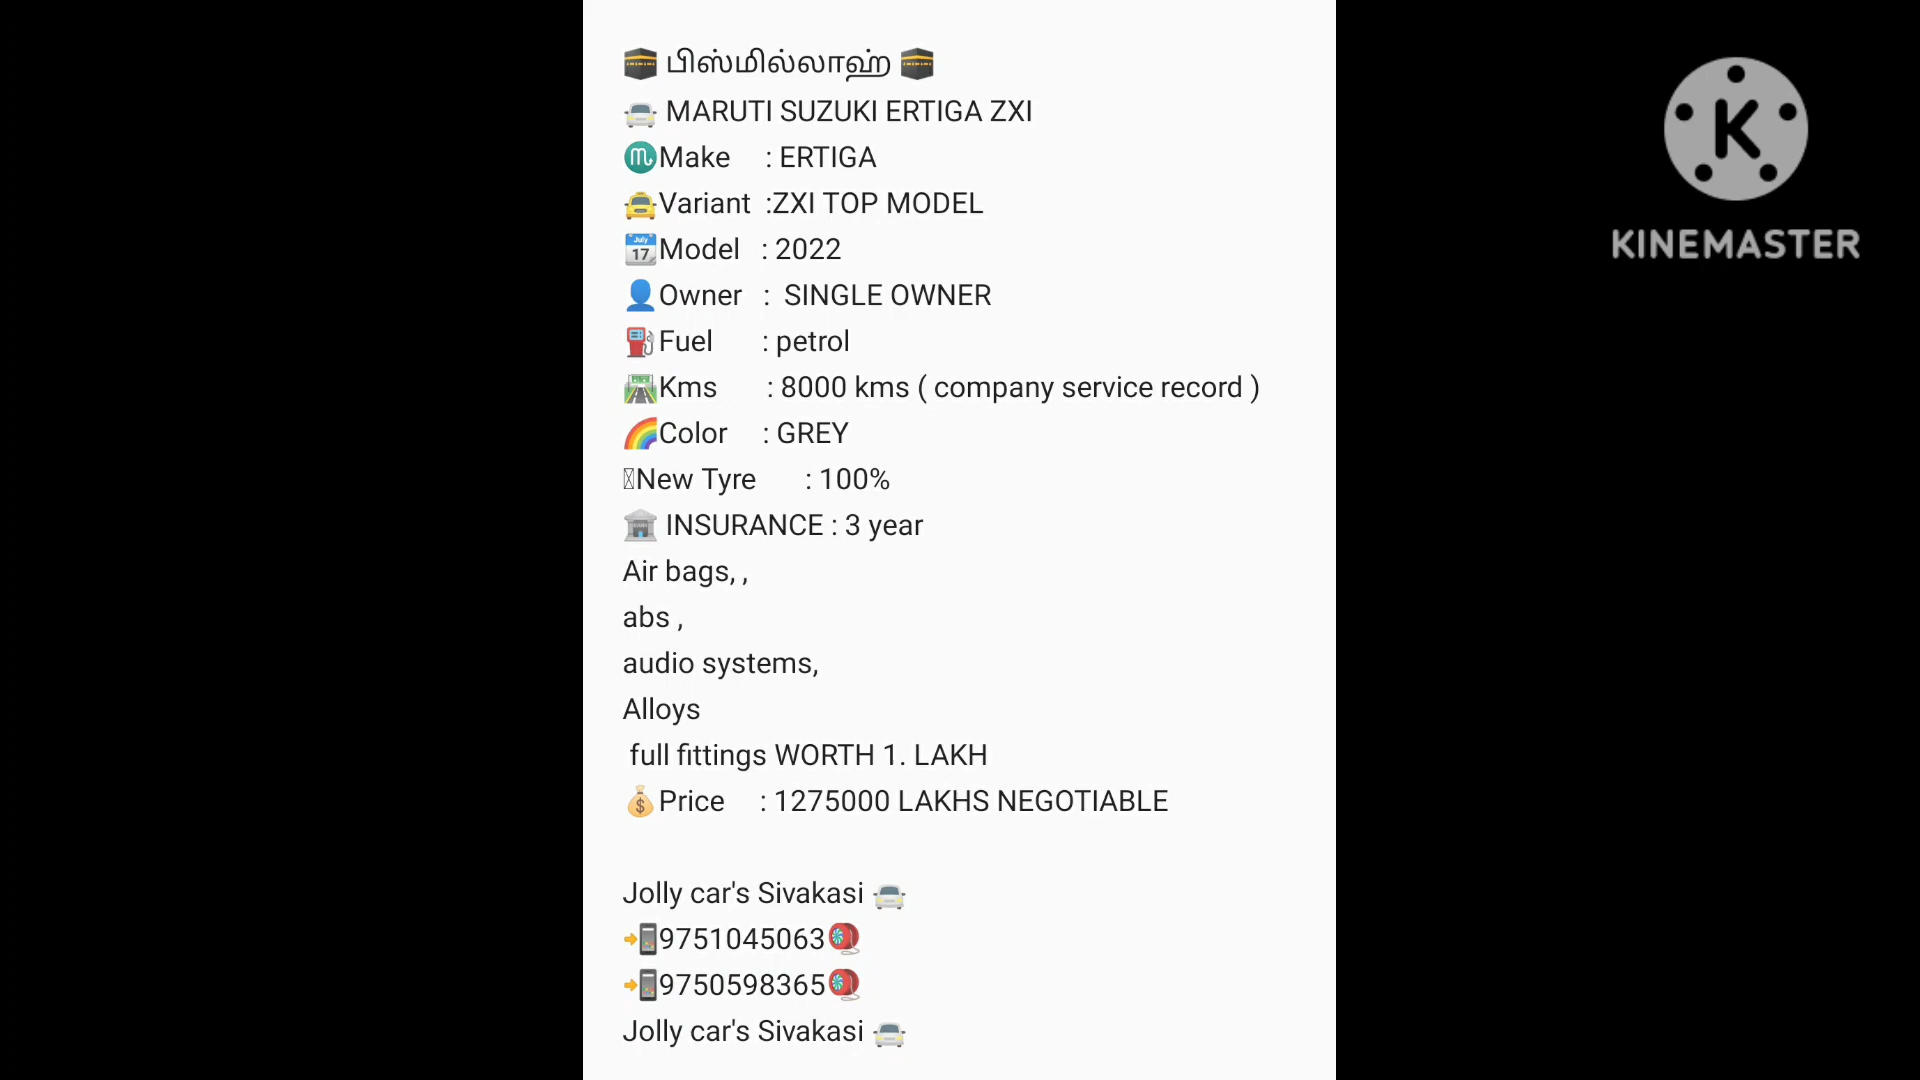 🕋 பிஸ்மில்லாஹ் 🕋
🚘 MARUTI SUZUKI ERTIGA ZXI
♏Make : ERTIGA
🚖Variant :ZXI TOP MODEL
📅Model : 2022
👤Owner : SINGLE OWNER
⛽Fuel : petrol
🛣️Kms : 8000 kms ( company service record )
🌈Color : GREY
New Tyre : 100%
🏦 INSURANCE : 3 year
Air bags, ,
abs ,
audio systems,
Alloys
full fittings WORTH 1. LAKH
💰Price : 1275000 LAKHS NEGOTIABLE
Jolly car's Sivakasi 🚘
📲9751045063🪀
📲9750598365🪀
Jolly car's Sivakasi 🚘
K
KINEMASTER